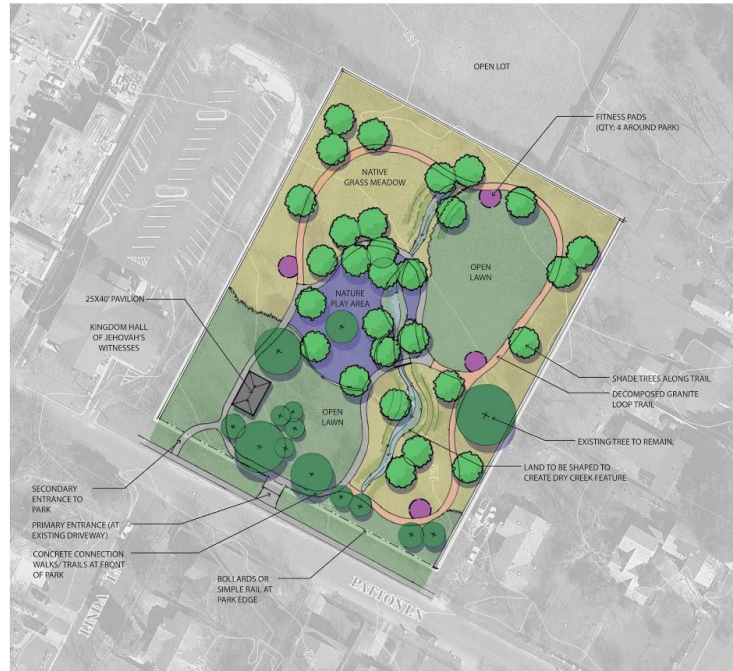 OPEN LOT
FITNESS PADS
(QTY: 4 AROUND PARK)
NATIVE
GRASS MEADOW
OPEN
LAWN
25X40' PAVILION
NATURE
PLAY AREA
KINGDOM HALL
OF JEHOVAH'S
WITNESSES
SHADE TREES ALONG TRAIL
DECOMPOSED GRANITE
LOOP TRAIL
OPEN
LAWN
EXISTING TREE TO REMAIN,
LAND TO BE SHAPED TO
CREATE DRY CREEK FEATURE
SECONDARY
ENTRANCE TO
PARK
PRIMARY ENTRANCE (AT
EXISTING DRIVEWAY)
CONCRETE CONNECTION
WALKS/ TRAILS AT FRONT
OF PARK
BOLLARDS OR
SIMPLE RAIL AT
PARK EDGE
PATTON LN
LINDA